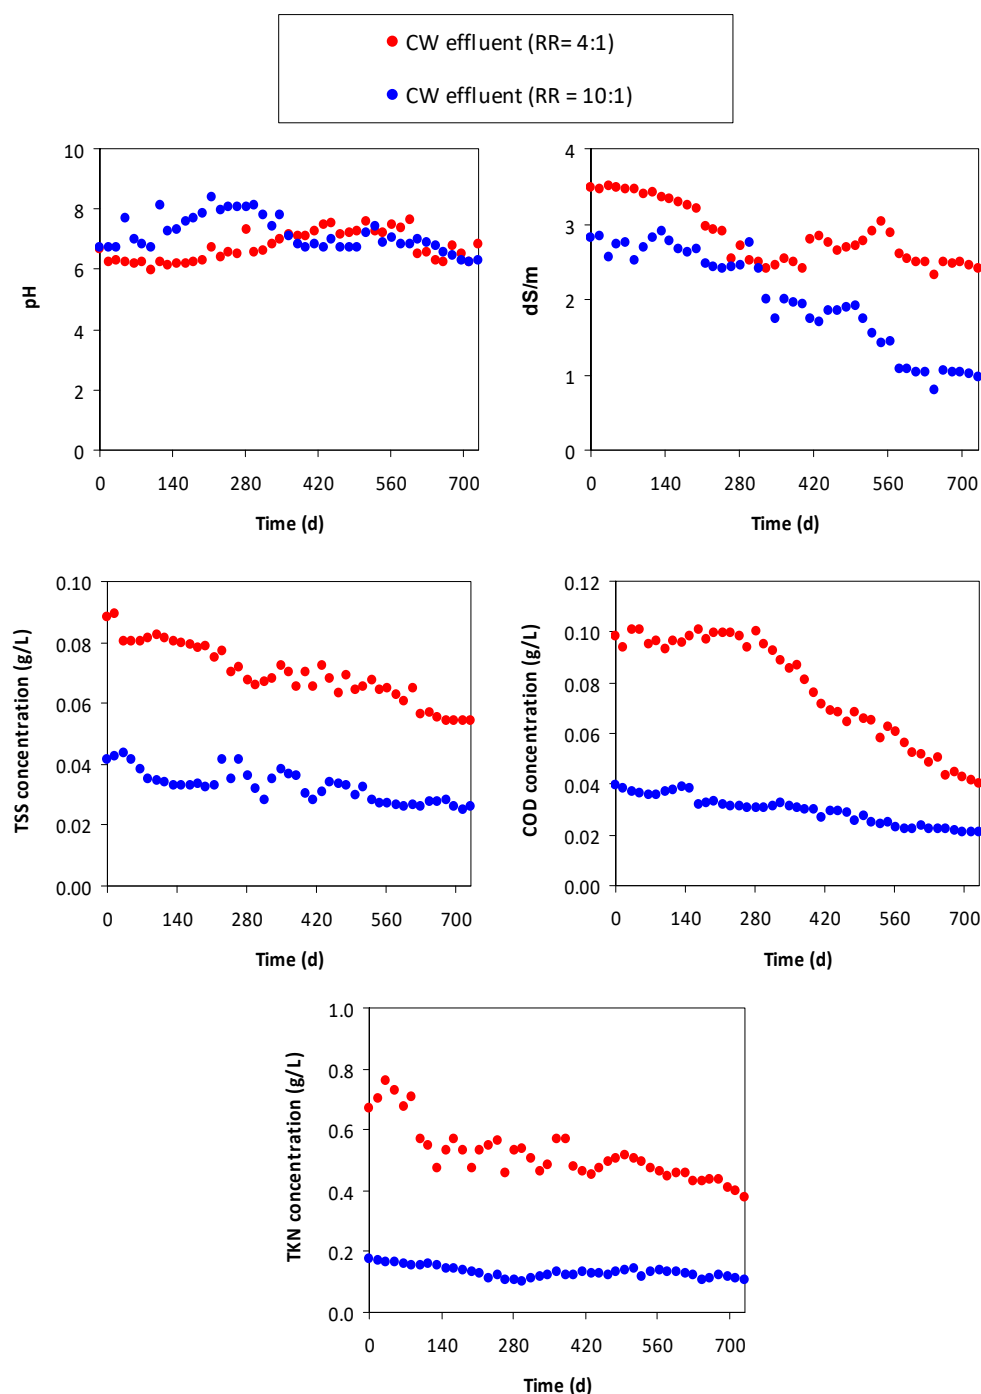 CW effluent (RR= 4:1)
CW effluent (RR = 10:1)
10
8
6
4
2
0
pH
0 140 280 420 560 700
Time (d)
4
3
2
1
0
dS/m
0 140 280 420 560 700
Time (d)
0.10
0.08
0.06
0.04
0.02
0.00
TSS concentration (g/L)
0 140 280 420 560 700
Time (d)
0.12
0.10
0.08
0.06
0.04
0.02
0.00
COD concentration (g/L)
0 140 280 420 560 700
Time (d)
1.0
0.8
0.6
0.4
0.2
0.0
TKN concentration (g/L)
0 140 280 420 560 700
Time (d)